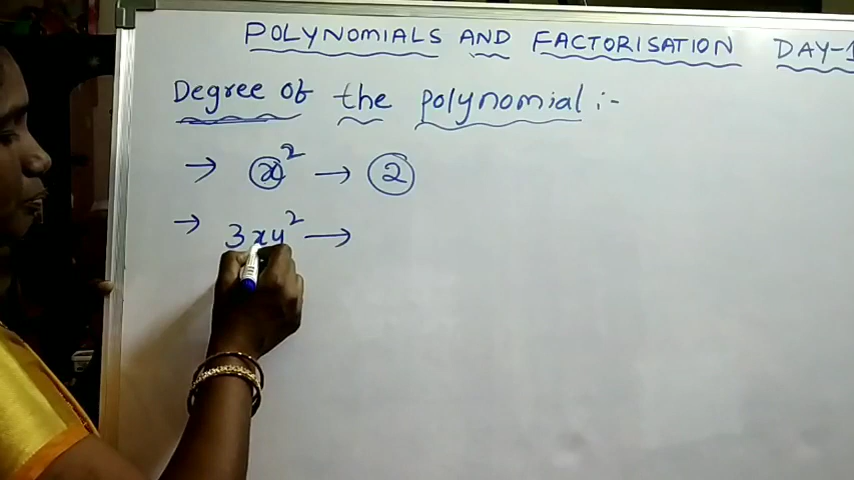 POLYNOMIALS AND FACTORISATION DAY-1
Degree of the polynomial :-
→ x² → 2
→ 3xy² →